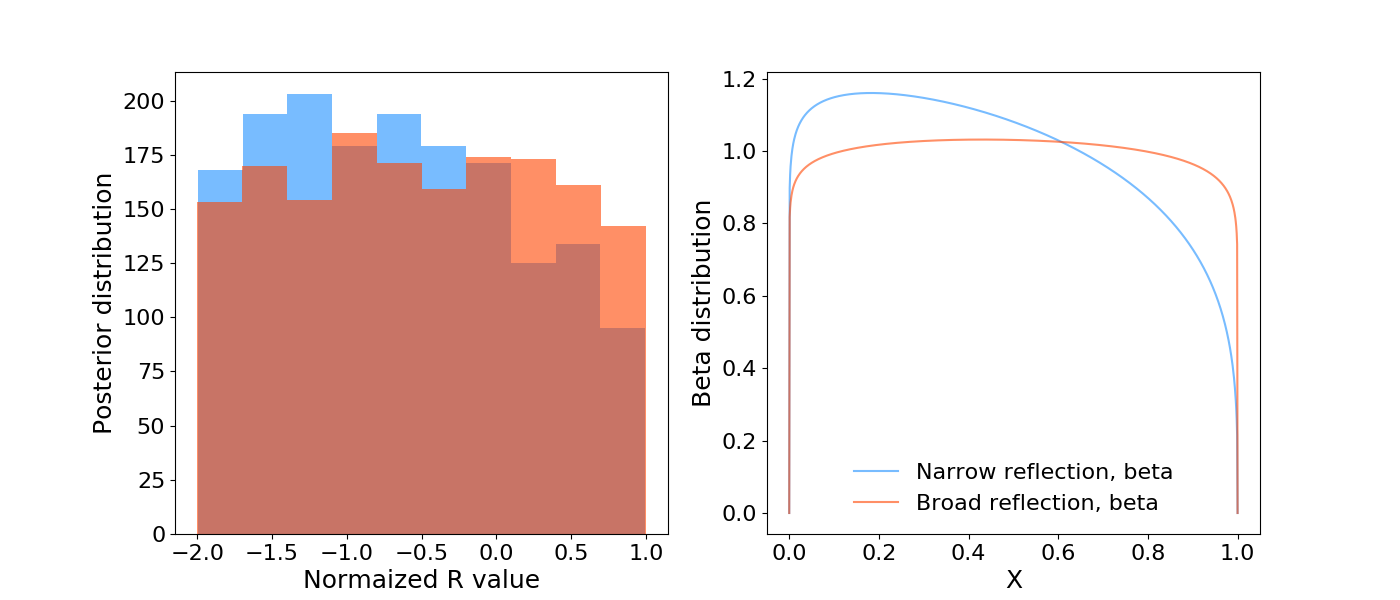 Posterior distribution
200
175
150
125
100
75
50
25
0
−2.0 −1.5 −1.0 −0.5 0.0 0.5 1.0
Normaized R value
Beta distribution
1.2
1.0
0.8
0.6
0.4
0.2
0.0
Narrow reflection, beta
Broad reflection, beta
0.0 0.2 0.4 0.6 0.8 1.0
X